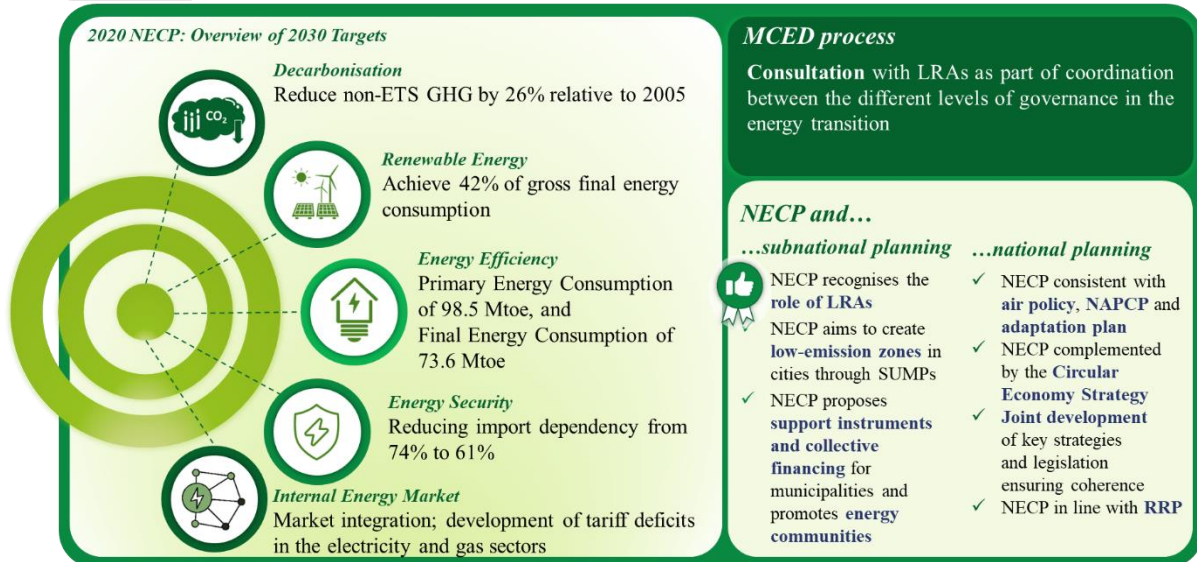 2020 NECP: Overview of 2030 Targets
Decarbonisation
Reduce non-ETS GHG by 26% relative to 2005
CO₂
Renewable Energy
Achieve 42% of gross final energy
consumption
Energy Efficiency
Primary Energy Consumption
of 98.5 Mtoe, and
Final Energy Consumption of
73.6 Mtoe
Energy Security
Reducing import dependency from
74% to 61%
Internal Energy Market
Market integration; development of tariff deficits
in the electricity and gas sectors
MCED process
Consultation with LRAs as part of coordination
between the different levels of governance in the
energy transition
NECP and…
…subnational planning
NECP recognises the
role of LRAs
✓ NECP aims to create
low-emission zones in
cities through SUMPs
✓ NECP proposes
support instruments
and collective
financing for
municipalities and
promotes energy
communities
…national planning
✓ NECP consistent with
air policy, NAPCP and
adaptation plan
✓ NECP complemented
by the Circular
Economy Strategy
✓ Joint development
of key strategies
and legislation
ensuring coherence
✓ NECP in line with RRP